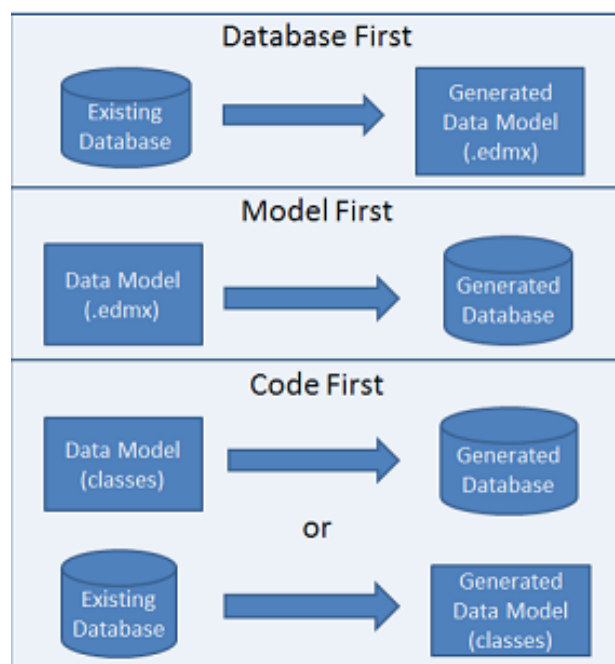 Database First
Existing
Database
Generated
Data Model
(.edmx)
Model First
Data Model
(.edmx)
Generated
Database
Code First
Data Model
(classes)
Generated
Database
or
Existing
Database
Generated
Data Model
(classes)